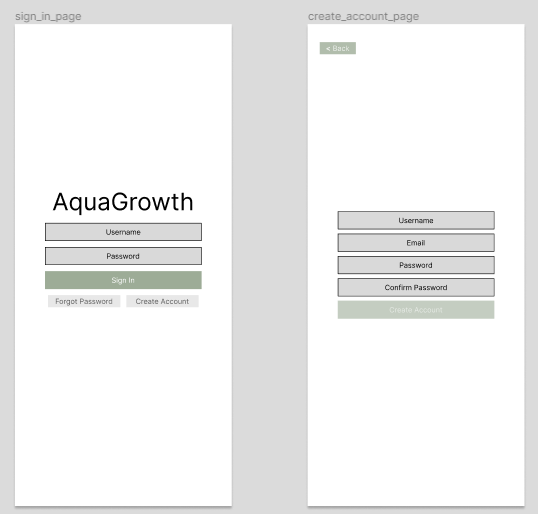 sign_in_page
AquaGrowth
Username
Password
Sign In
Forgot Password
Create Account
create_account_page
< Back
Username
Email
Password
Confirm Password
Create Account